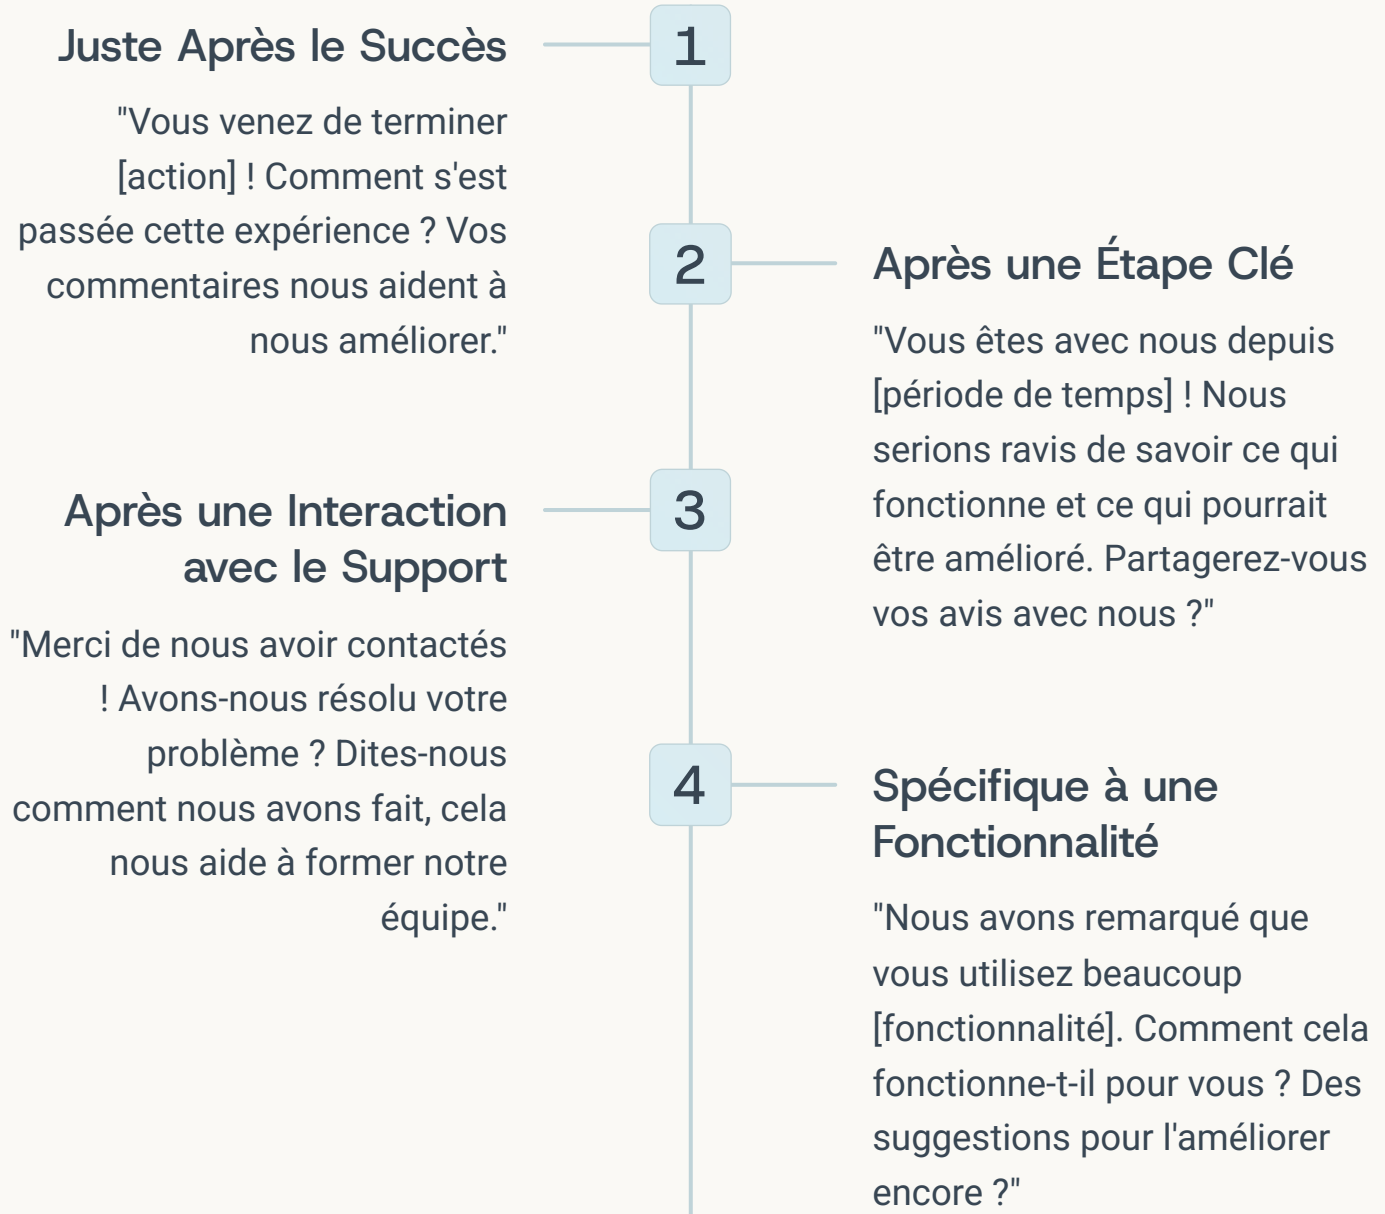 1
Juste Après le Succès
"Vous venez de terminer
[action] ! Comment s'est
passée cette expérience ? Vos
commentaires nous aident à
nous améliorer."
2
Après une Étape Clé
"Vous êtes avec nous depuis
[période de temps] ! Nous
serions ravis de savoir ce qui
fonctionne et ce qui pourrait
être amélioré. Partagerez-vous
vos avis avec nous ?"
3
Après une Interaction
avec le Support
"Merci de nous avoir contactés
! Avons-nous résolu votre
problème ? Dites-nous
comment nous avons fait, cela
nous aide à former notre
équipe."
4
Spécifique à une
Fonctionnalité
"Nous avons remarqué que
vous utilisez beaucoup
[fonctionnalité]. Comment cela
fonctionne-t-il pour vous ? Des
suggestions pour l'améliorer
encore ?"